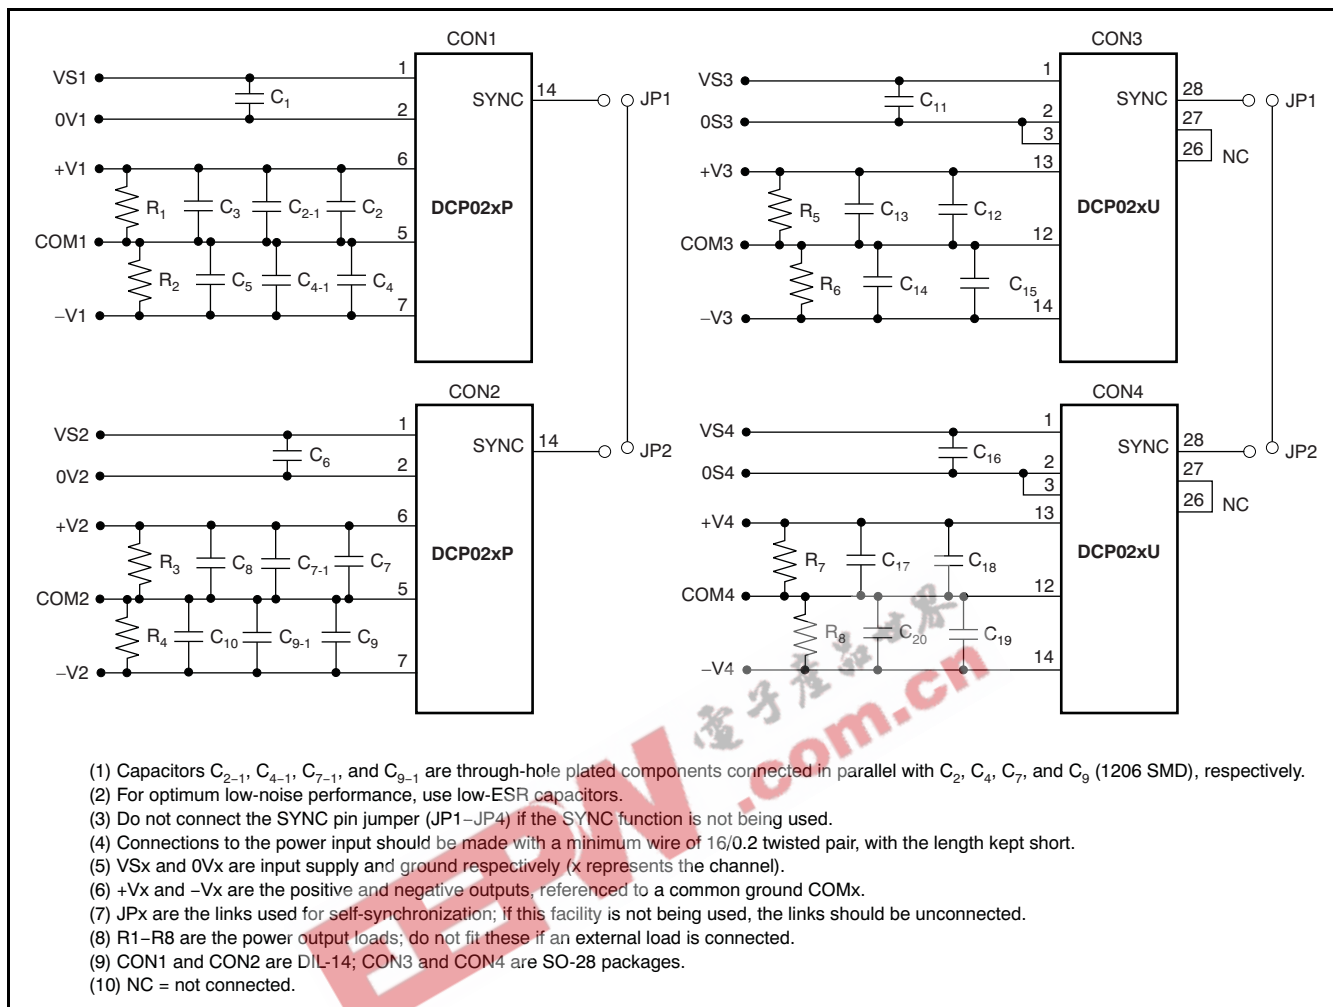 CON1
VS1
1
C1
SYNC
14
JP1
0V1
2
+V1
6
R1
C3
C2-1
C2
DCP02xP
COM1
5
R2
C5
C4-1
C4
–V1
7
CON3
VS3
1
C11
SYNC
28
JP1
0S3
2
27
3
26
NC
+V3
13
R5
C13
C12
DCP02xU
COM3
12
R6
C14
C15
–V3
14
CON2
VS2
1
C6
SYNC
14
JP2
0V2
2
+V2
6
R3
C8
C7-1
C7
DCP02xP
COM2
5
R4
C10
C9-1
C9
–V2
7
CON4
VS4
1
C16
SYNC
28
JP2
0S4
2
27
3
26
NC
+V4
13
R7
C17
C18
DCP02xU
COM4
12
R8
C20
C19
–V4
14
(1) Capacitors C2–1, C4–1, C7–1, and C9–1 are through-hole plated components connected in parallel with C2, C4, C7, and C9 (1206 SMD), respectively.
(2) For optimum low-noise performance, use low-ESR capacitors.
(3) Do not connect the SYNC pin jumper (JP1–JP4) if the SYNC function is not being used.
(4) Connections to the power input should be made with a minimum wire of 16/0.2 twisted pair, with the length kept short.
(5) VSx and 0Vx are input supply and ground respectively (x represents the channel).
(6) +Vx and –Vx are the positive and negative outputs, referenced to a common ground COMx.
(7) JPx are the links used for self-synchronization; if this facility is not being used, the links should be unconnected.
(8) R1–R8 are the power output loads; do not fit these if an external load is connected.
(9) CON1 and CON2 are DIL-14; CON3 and CON4 are SO-28 packages.
(10) NC = not connected.
EEPW
.com.cn
電子產品世界